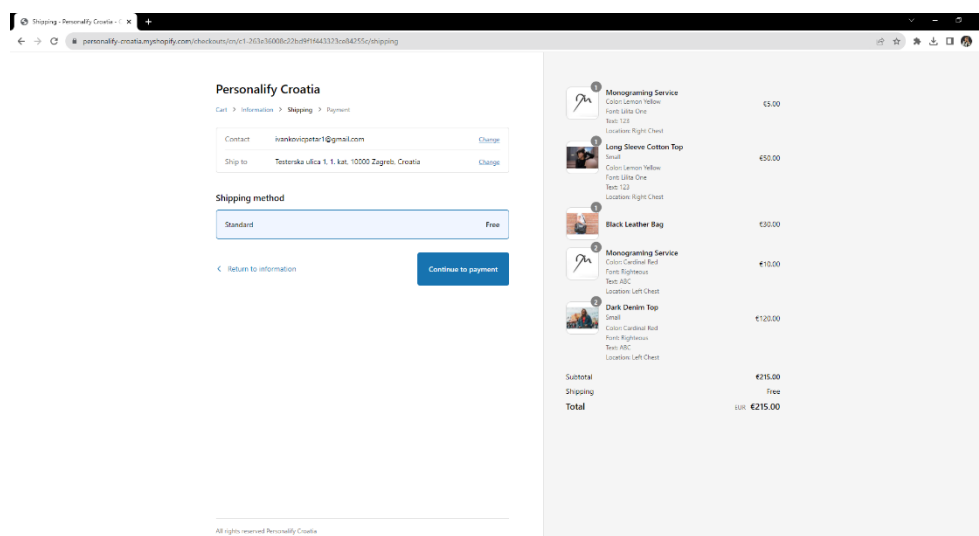 Shipping - Personalify Croatia - C
personalify-croatia.myshopify.com/checkouts/cn/c1-263e36008c22bd9f1f443323ce84255c/shipping
Personalify Croatia
Cart > Information > Shipping > Payment
Contact ivankovicpetar1@gmail.com Change
Ship to Testerska ulica 1, 1. kat, 10000 Zagreb, Croatia Change
Shipping method
Standard Free
< Return to information Continue to payment
All rights reserved Personalify Croatia
1
Monograming Service
Color: Lemon Yellow €5.00
Font: Lilita One
Text: 123
Location: Right Chest
1
Long Sleeve Cotton Top
Small €50.00
Color: Lemon Yellow
Font: Lilita One
Text: 123
Location: Right Chest
1
Black Leather Bag €30.00
2
Monograming Service
Color: Cardinal Red €10.00
Font: Righteous
Text: ABC
Location: Left Chest
2
Dark Denim Top
Small €120.00
Color: Cardinal Red
Font: Righteous
Text: ABC
Location: Left Chest
Subtotal €215.00
Shipping Free
Total EUR €215.00